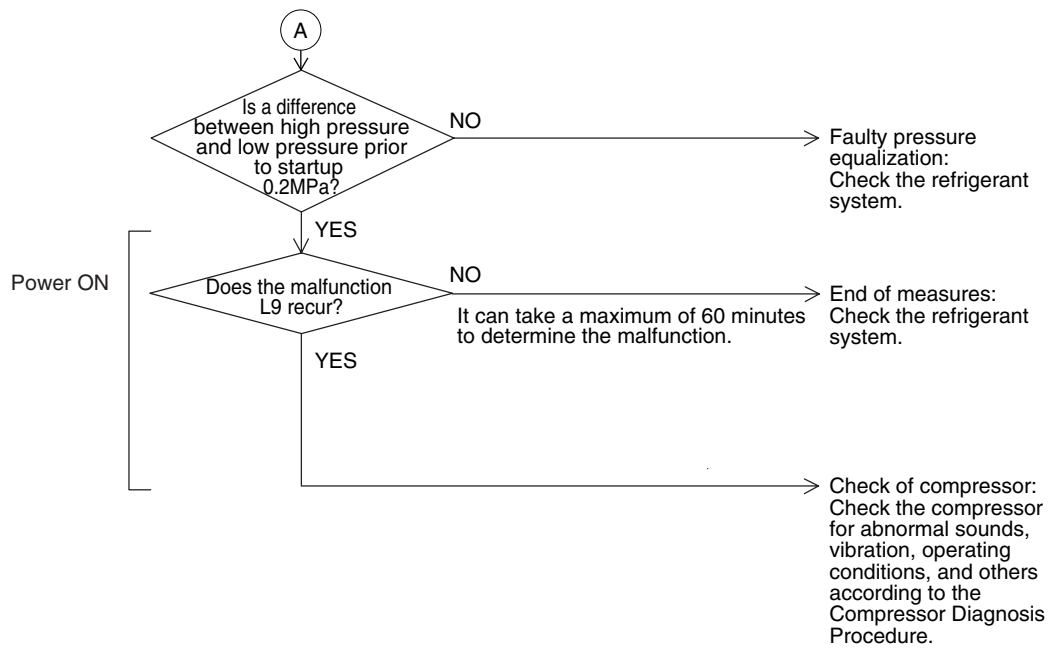 A
Is a difference
between high pressure
and low pressure prior
to startup
0.2MPa?
NO
Faulty pressure
equalization:
Check the refrigerant
system.
YES
Power ON
Does the malfunction
L9 recur?
NO
It can take a maximum of 60 minutes
to determine the malfunction.
End of measures:
Check the refrigerant
system.
YES
Check of compressor:
Check the compressor
for abnormal sounds,
vibration, operating
conditions, and others
according to the
Compressor Diagnosis
Procedure.